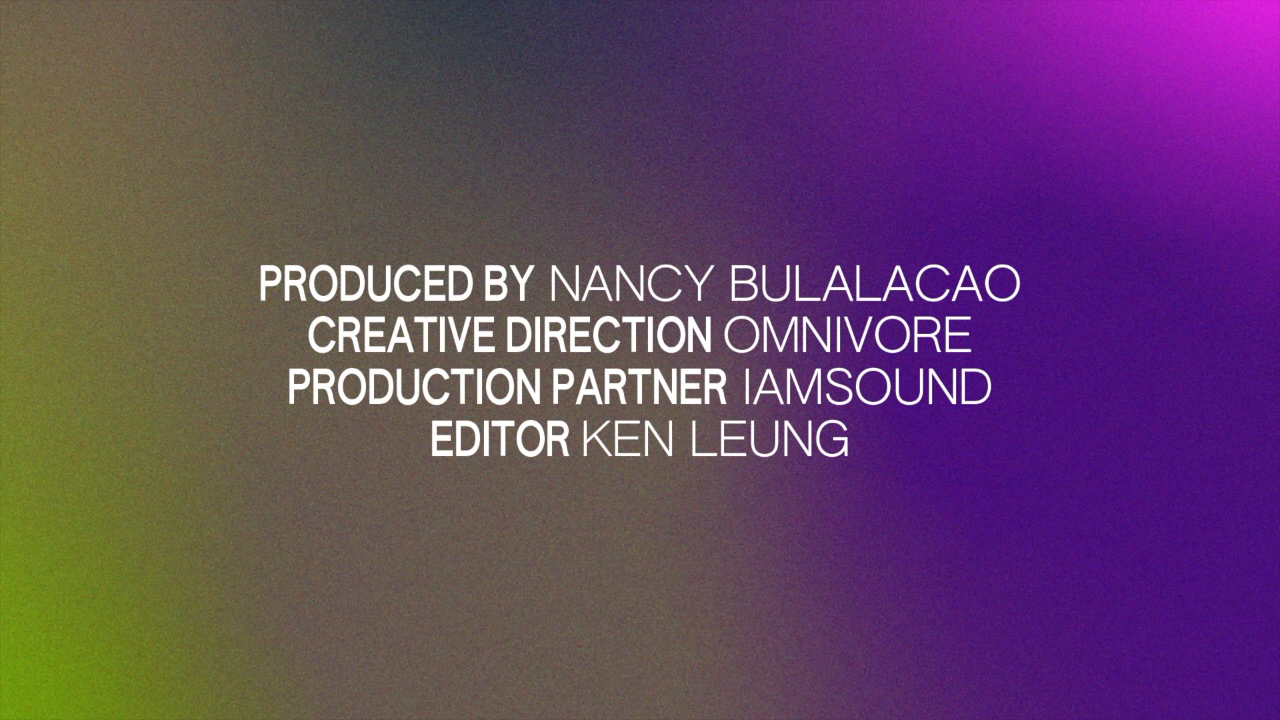 PRODUCED BY NANCY BULALACAO
CREATIVE DIRECTION OMNIVORE
PRODUCTION PARTNER IAMSOUND
EDITOR KEN LEUNG